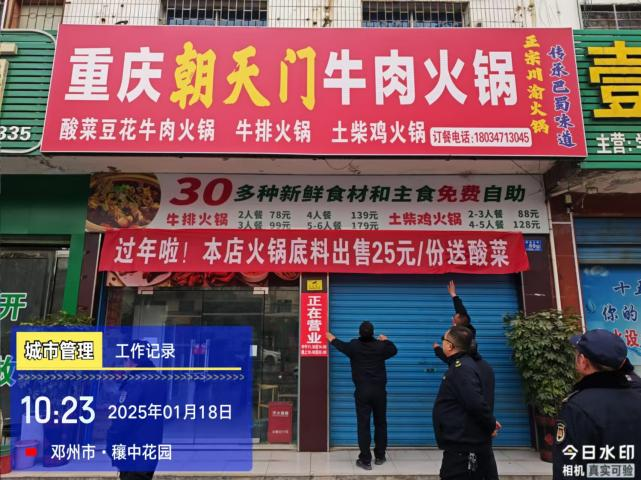 重庆朝天门牛肉火锅
正宗川渝火锅
传承巴蜀味道
酸菜豆花牛肉火锅 牛排火锅 土柴鸡火锅 订餐电话:18034713045
335
壹
主营:
30多种新鲜食材和主食免费自助
牛排火锅 2人餐 78元 4人餐 139元 土柴鸡火锅 2-3人餐 88元
3人餐 99元 5-6人餐 179元 4-5人餐 128元
过年啦！本店火锅底料出售25元/份送酸菜
正在营业
开
十
你的
城市管理 工作记录
10:23 2025年01月18日
邓州市·穰中花园
今日水印
相机 真实可验